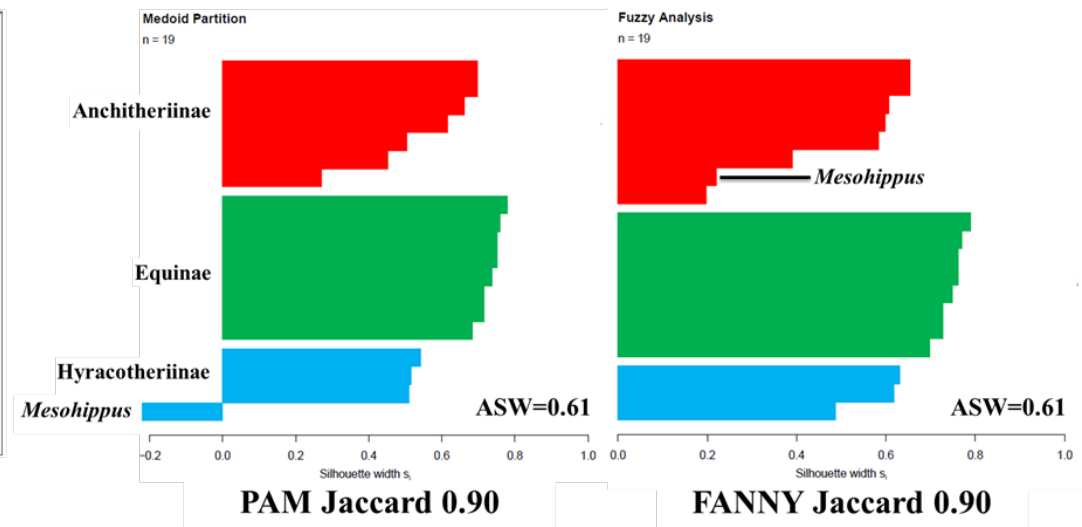 Medoid Partition
n = 19
Anchitheriinae
Equinae
Hyracotheriinae
Mesohippus
ASW=0.61
-0.2 0.0 0.2 0.4 0.6 0.8 1.0
Silhouette width si
PAM Jaccard 0.90
Fuzzy Analysis
n = 19
Mesohippus
ASW=0.61
0.0 0.2 0.4 0.6 0.8 1.0
Silhouette width si
FANNY Jaccard 0.90